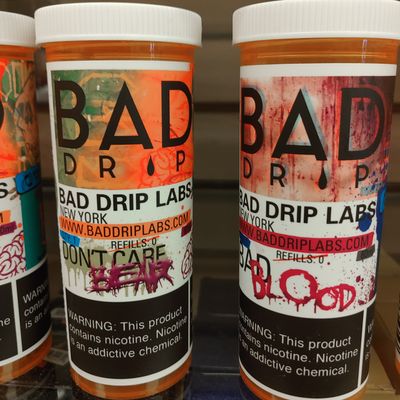 BAD
DRIP
BAD DRIP LABS
NEW YORK
WWW.BADDRIPLABS.COM
REFILLS: 0
DON'T CARE
BEAR
WARNING: This product
contains nicotine. Nicotine
is an addictive chemical.
BAD
DRIP
BAD DRIP LABS
NEW YORK
WWW.BADDRIPLABS.COM
REFILLS: 0
BAD
BLOOD
WARNING: This product
contains nicotine. Nicotine
is an addictive chemical.